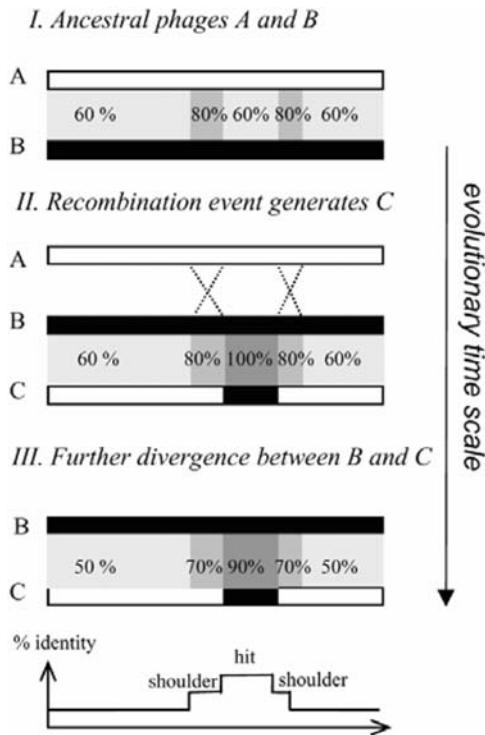 I. Ancestral phages A and B
A
60 % 80% 60% 80% 60%
B
II. Recombination event generates C
A
B
60 % 80% 100% 80% 60%
C
III. Further divergence between B and C
B
50 % 70% 90% 70% 50%
C
evolutionary time scale
% identity
hit
shoulder shoulder